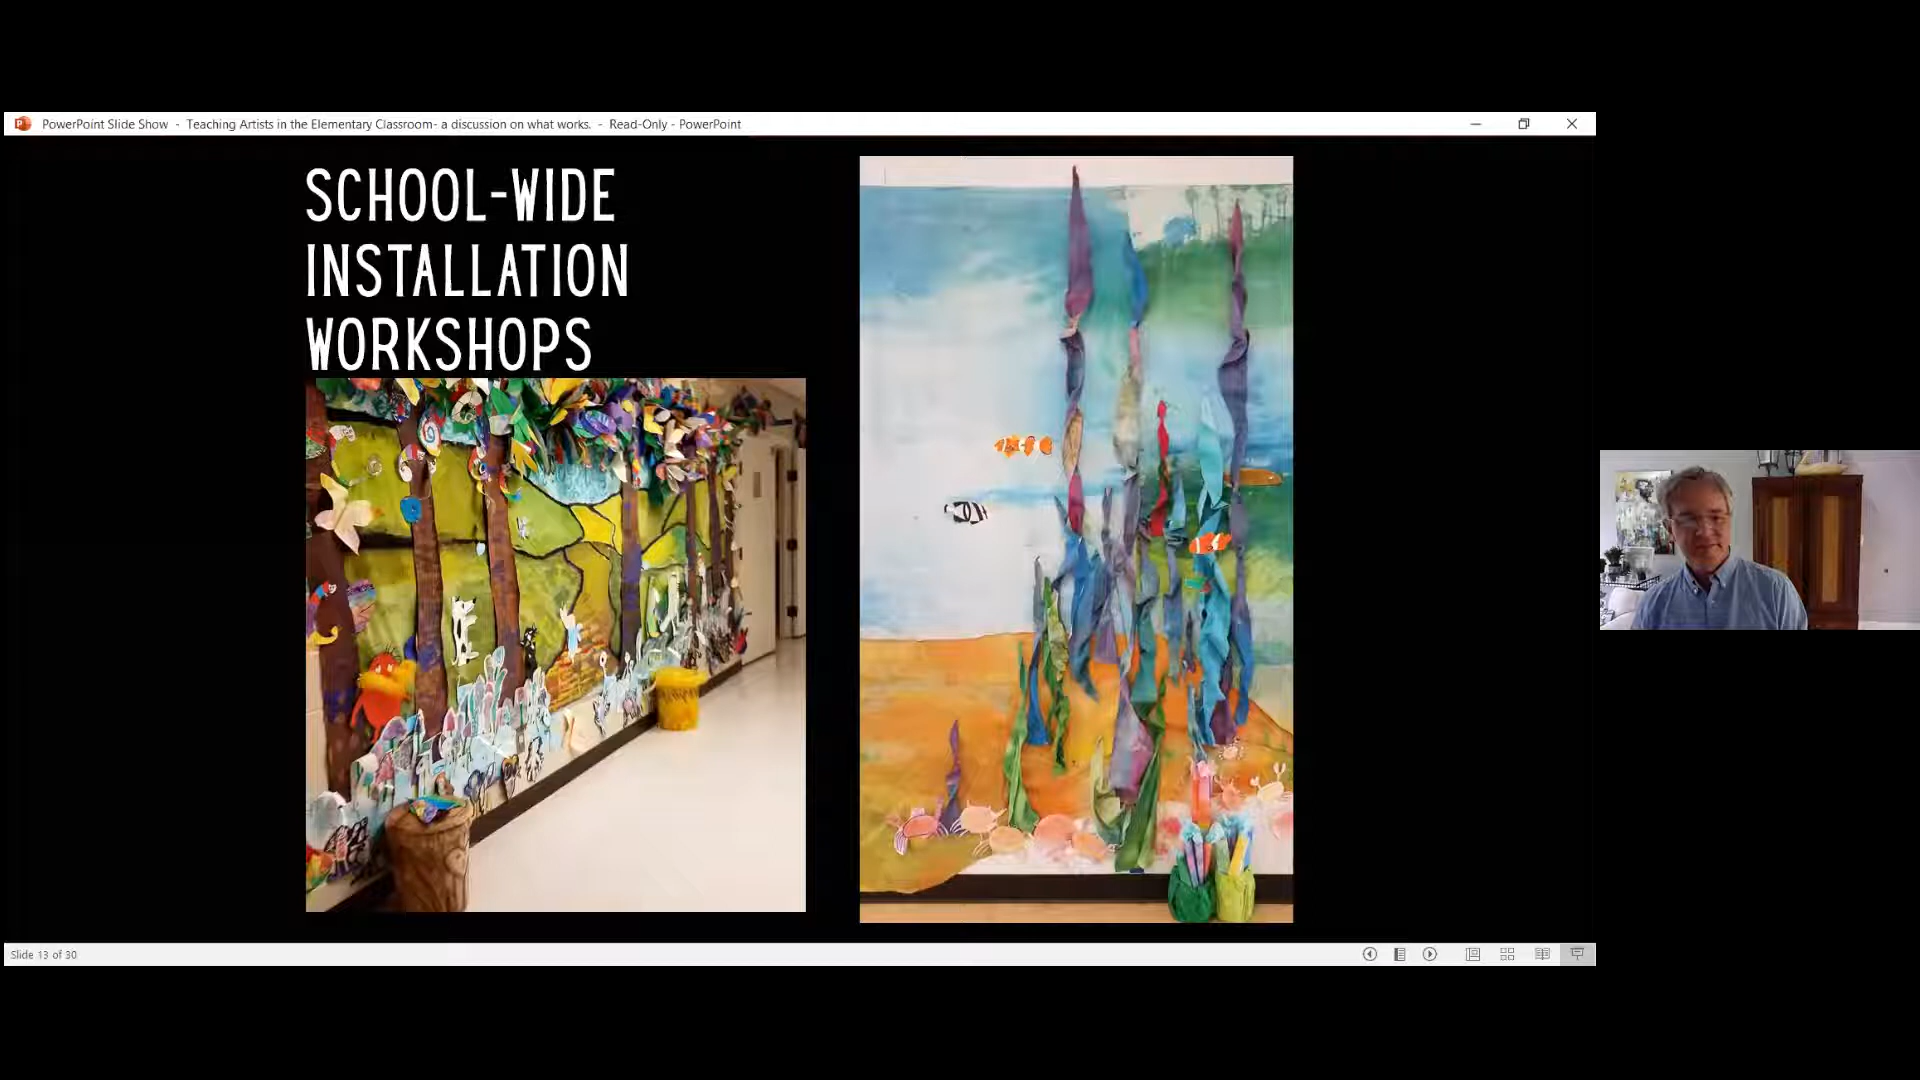 PowerPoint Slide Show - Teaching Artists in the Elementary Classroom- a discussion on what works. - Read-Only - PowerPoint
SCHOOL-WIDE
INSTALLATION
WORKSHOPS
Slide 13 of 30